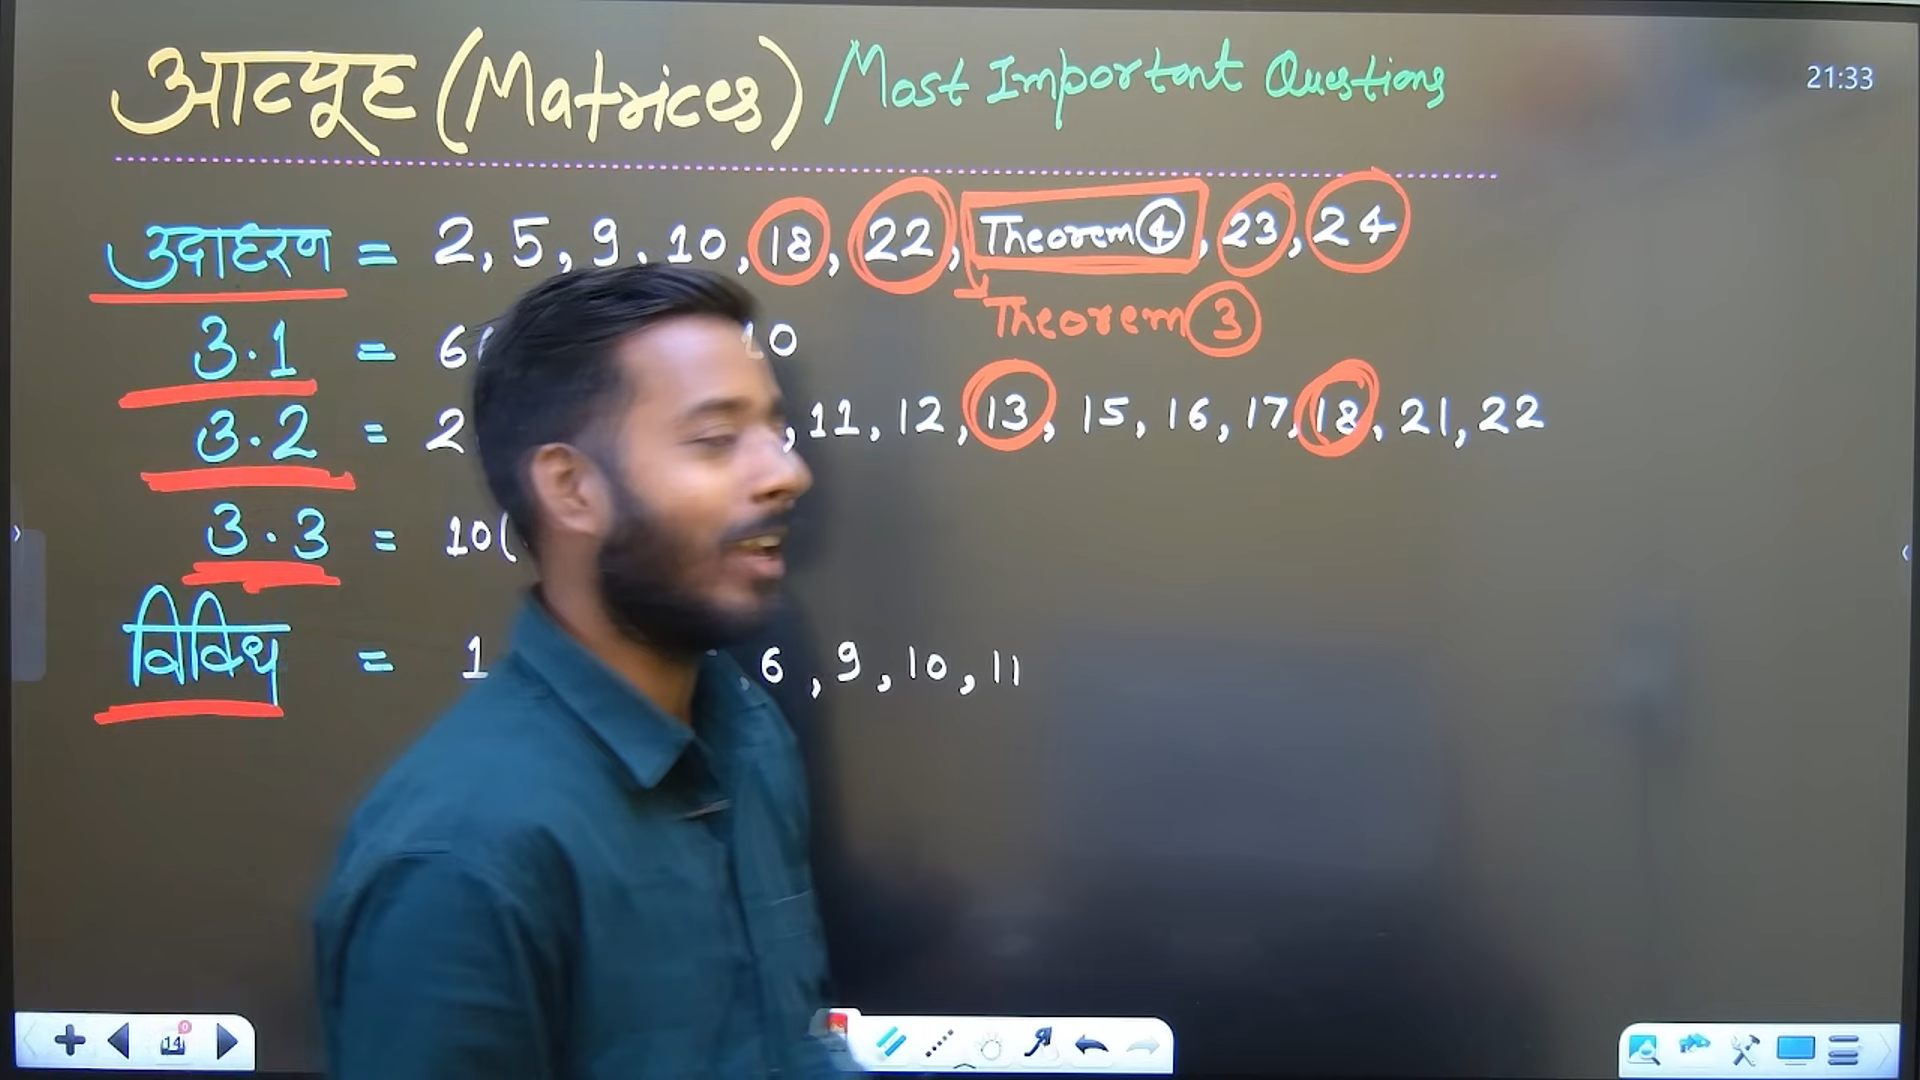 आव्यूह (Matrices) / Most Important Questions
21:33
उदाहरण = 2, 5, 9, 10, 18, 22, Theorem 4, 23, 24
Theorem 3
3.1 = 6( 10
3.2 = 2 , 11, 12, 13, 15, 16, 17, 18, 21, 22
3.3 = 10(
विविध = 1 , 6, 9, 10, 11
14